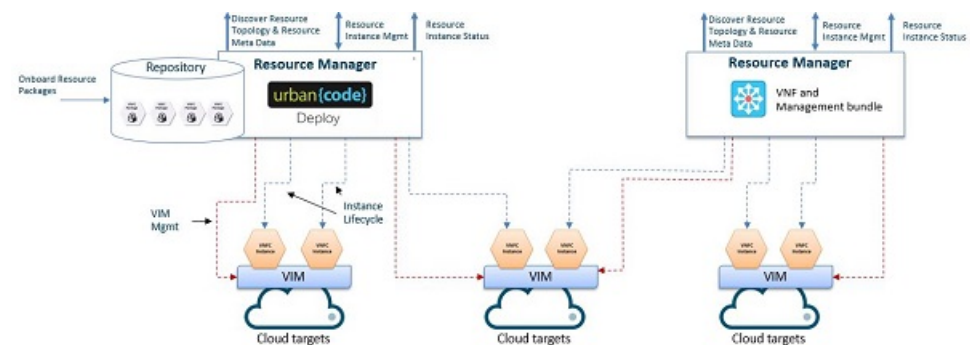 Discover Resource
Topology & Resource
Meta Data
Resource
Instance Mgmt
Resource
Instance Status
Discover Resource
Topology & Resource
Meta Data
Resource
Instance Mgmt
Resource
Instance Status
Onboard Resource
Packages
Repository
Resource Manager
urban{code}
Deploy
Resource Manager
VNF and
Management bundle
VIM
Mgmt
Instance
Lifecycle
VNFC
Instance
VNFC
Instance
VNFC
Instance
VNFC
Instance
VNFC
Instance
VNFC
Instance
VIM
VIM
VIM
Cloud targets
Cloud targets
Cloud targets